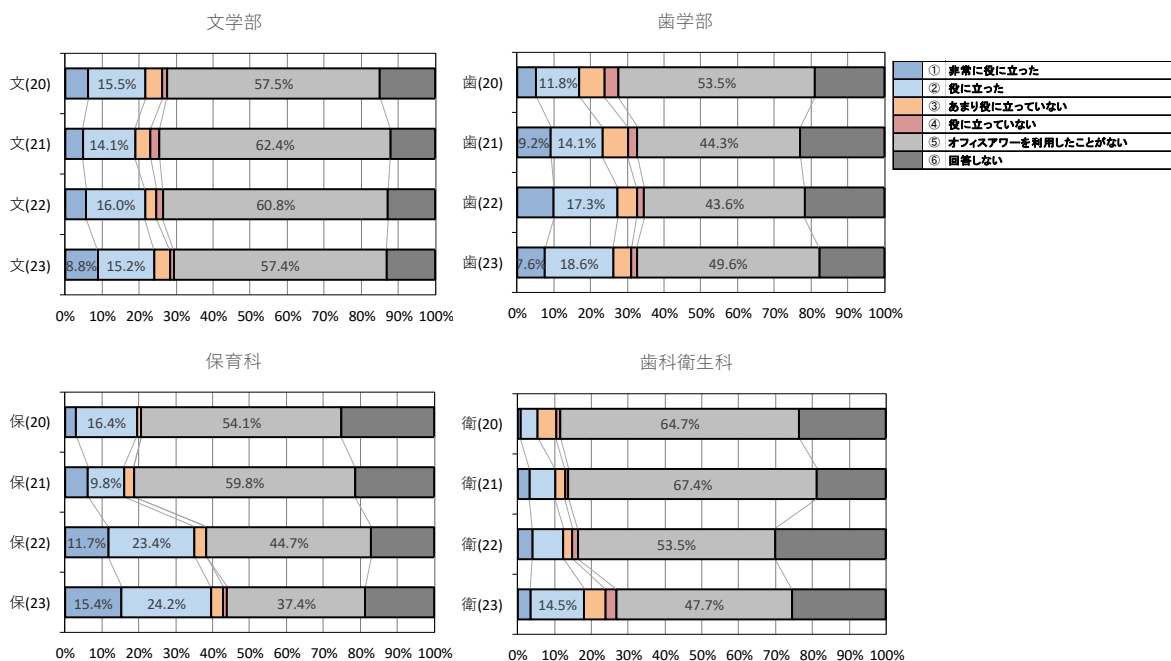 文学部
文(20) 15.5% 57.5%
文(21) 14.1% 62.4%
文(22) 16.0% 60.8%
文(23) 8.8% 15.2% 57.4%
0% 10% 20% 30% 40% 50% 60% 70% 80% 90% 100%
歯学部
歯(20) 11.8% 53.5%
歯(21) 9.2% 14.1% 44.3%
歯(22) 17.3% 43.6%
歯(23) 7.6% 18.6% 49.6%
0% 10% 20% 30% 40% 50% 60% 70% 80% 90% 100%
① 非常に役に立った
② 役に立った
③ あまり役に立っていない
④ 役に立っていない
⑤ オフィスアワーを利用したことがない
⑥ 回答しない
保育科
保(20) 16.4% 54.1%
保(21) 9.8% 59.8%
保(22) 11.7% 23.4% 44.7%
保(23) 15.4% 24.2% 37.4%
0% 10% 20% 30% 40% 50% 60% 70% 80% 90% 100%
歯科衛生科
衛(20) 64.7%
衛(21) 67.4%
衛(22) 53.5%
衛(23) 14.5% 47.7%
0% 10% 20% 30% 40% 50% 60% 70% 80% 90% 100%